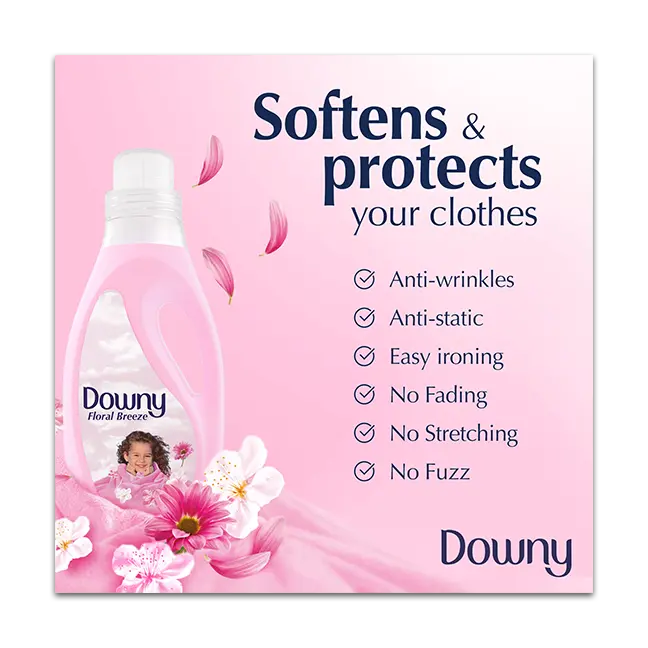 Softens &
protects
your clothes
Anti-wrinkles
Anti-static
Easy ironing
No Fading
No Stretching
No Fuzz
Downy
Floral Breeze
Downy